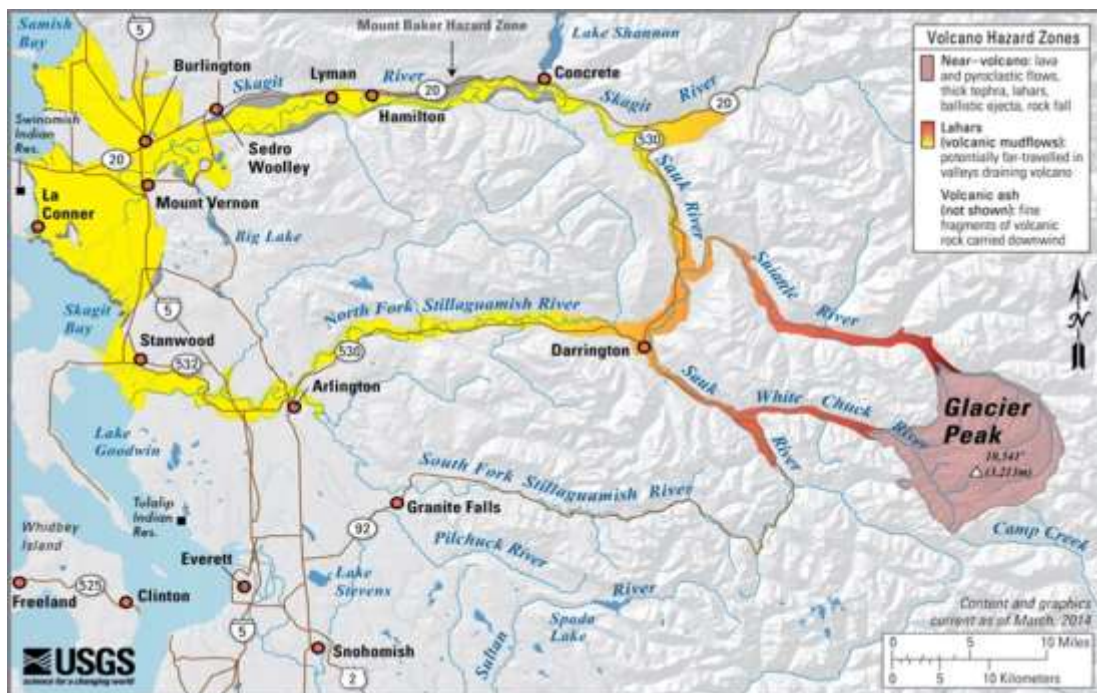 Samish
Bay
5
Burlington
Mount Baker Hazard Zone
Lake Shannon
Concrete
Lyman
Skagit
River
20
Hamilton
Skagit
River
20
Swinomish
Indian
Res.
20
Sedro
Woolley
530
Sauk River
La
Conner
Mount Vernon
Big Lake
Skagit
Bay
5
North Fork Stillaguamish River
Suiattle
River
Stanwood
532
530
Arlington
Darrington
Sauk
River
White Chuck
River
Glacier
Peak
10,541'
(3,213m)
Lake
Goodwin
South Fork Stillaguamish River
Tulalip
Indian
Res.
Granite Falls
92
Camp Creek
Whidbey
Island
Pilchuck River
Everett
Lake
Stevens
Freeland
525
Clinton
5
Spada
Lake
Sultan
River
Snohomish
2
Volcano Hazard Zones
Near-volcano: lava
and pyroclastic flows,
thick tephra, lahars,
ballistic ejecta, rock fall
Lahars
(volcanic mudflows):
potentially far-travelled in
valleys draining volcano
Volcanic ash
(not shown): fine
fragments of volcanic
rock carried downwind
N
Content and graphics
current as of March, 2014
0 5 10 Miles
0 5 10 Kilometers
USGS
science for a changing world